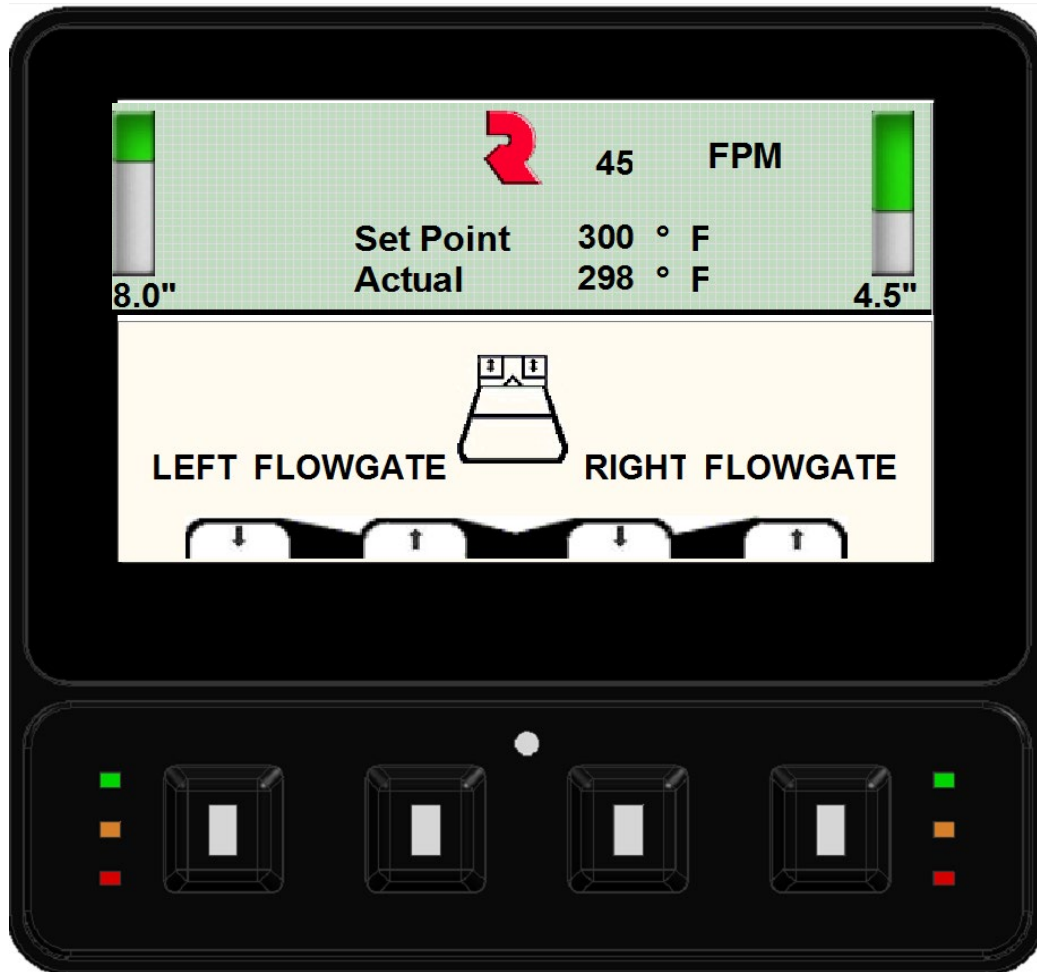 45 FPM
Set Point 300 ° F
Actual 298 ° F
8.0" 4.5"
LEFT FLOWGATE RIGHT FLOWGATE